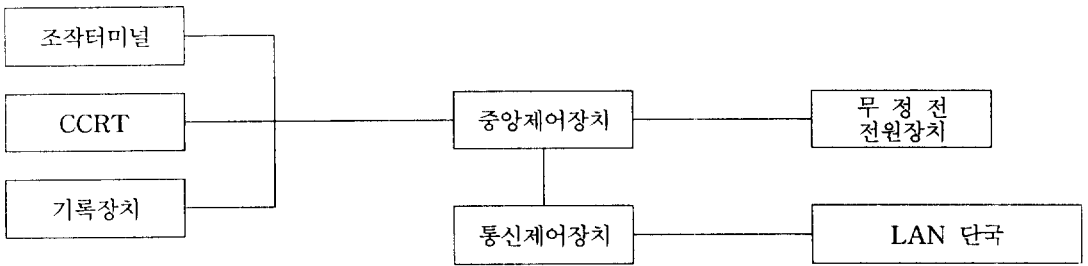 조작터미널
CCRT
기록장치
중앙제어장치
통신제어장치
무 정 전
전원장치
LAN 단국